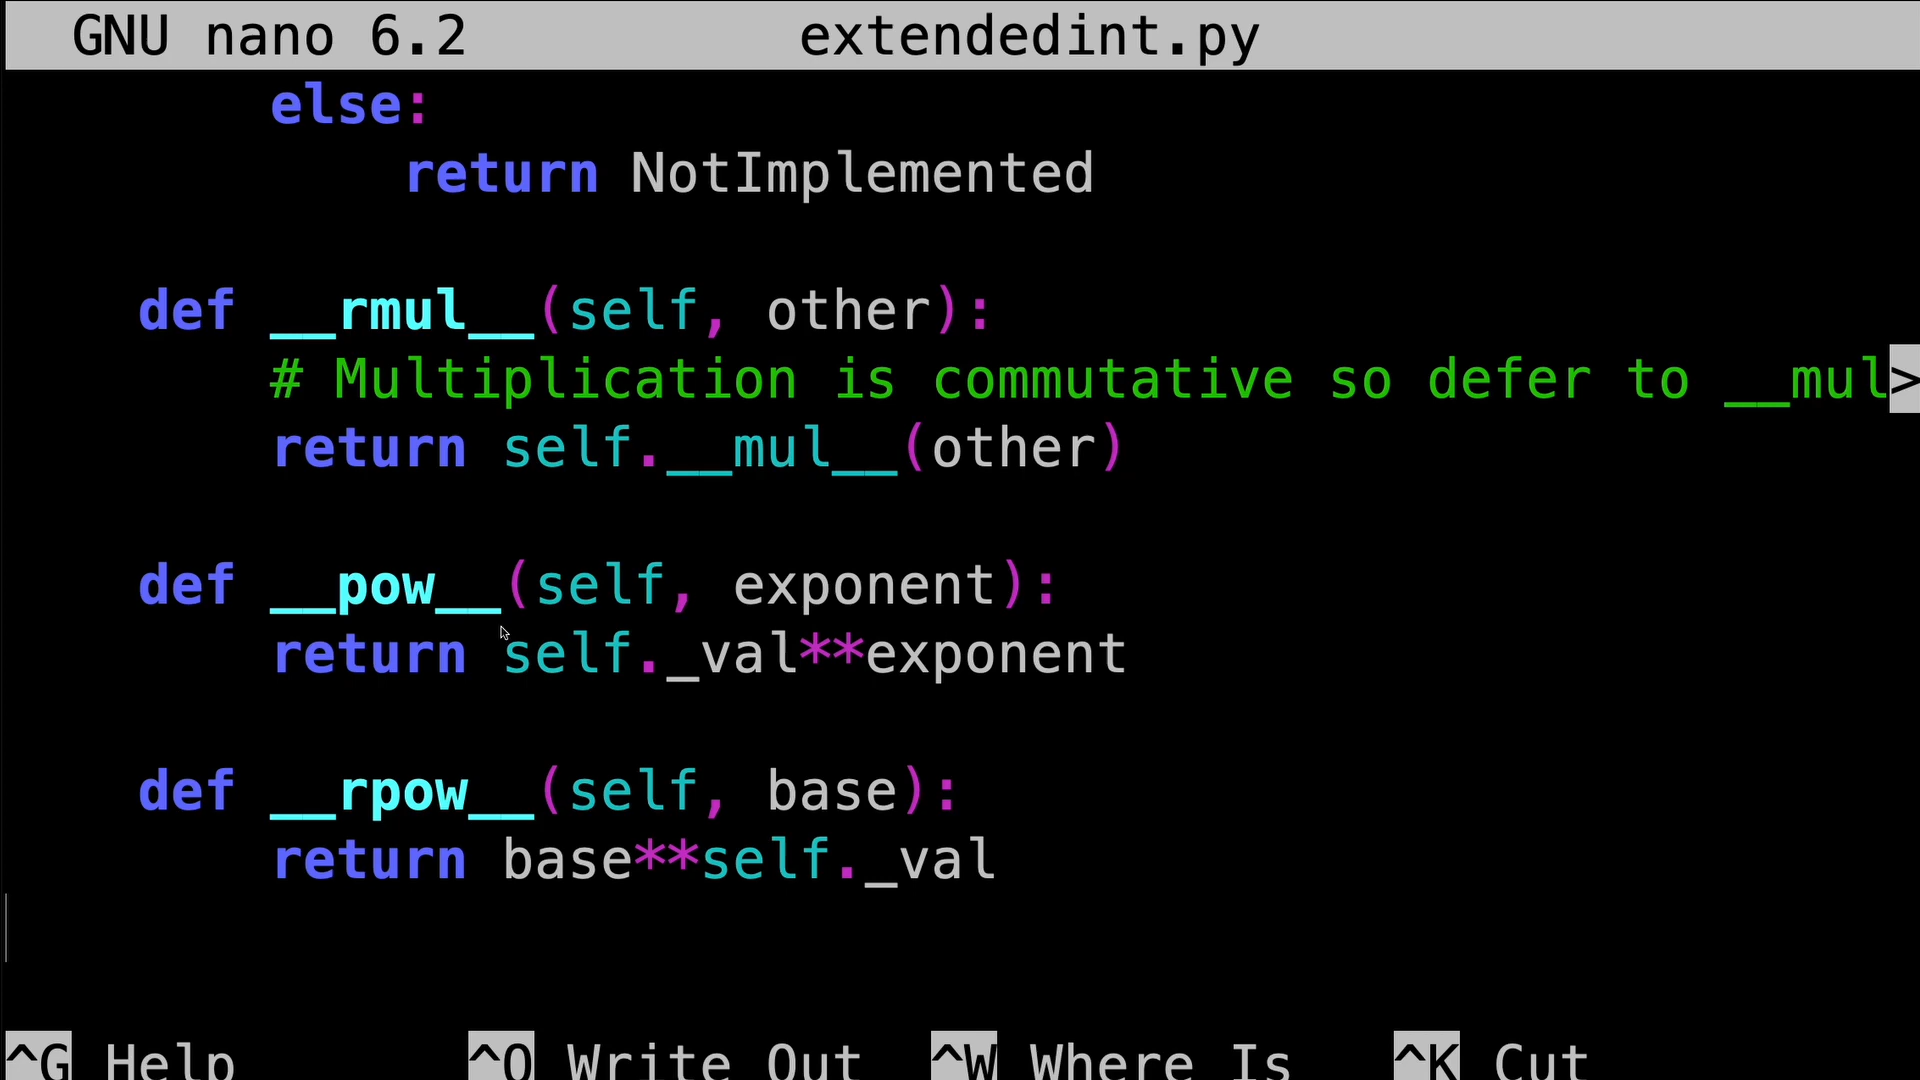 GNU nano 6.2 extendedint.py
else:
return NotImplemented
def __rmul__(self, other):
# Multiplication is commutative so defer to __mul>
return self.__mul__(other)
def __pow__(self, exponent):
return self._val**exponent
def __rpow__(self, base):
return base**self._val
^G Help ^O Write Out ^W Where Is ^K Cut